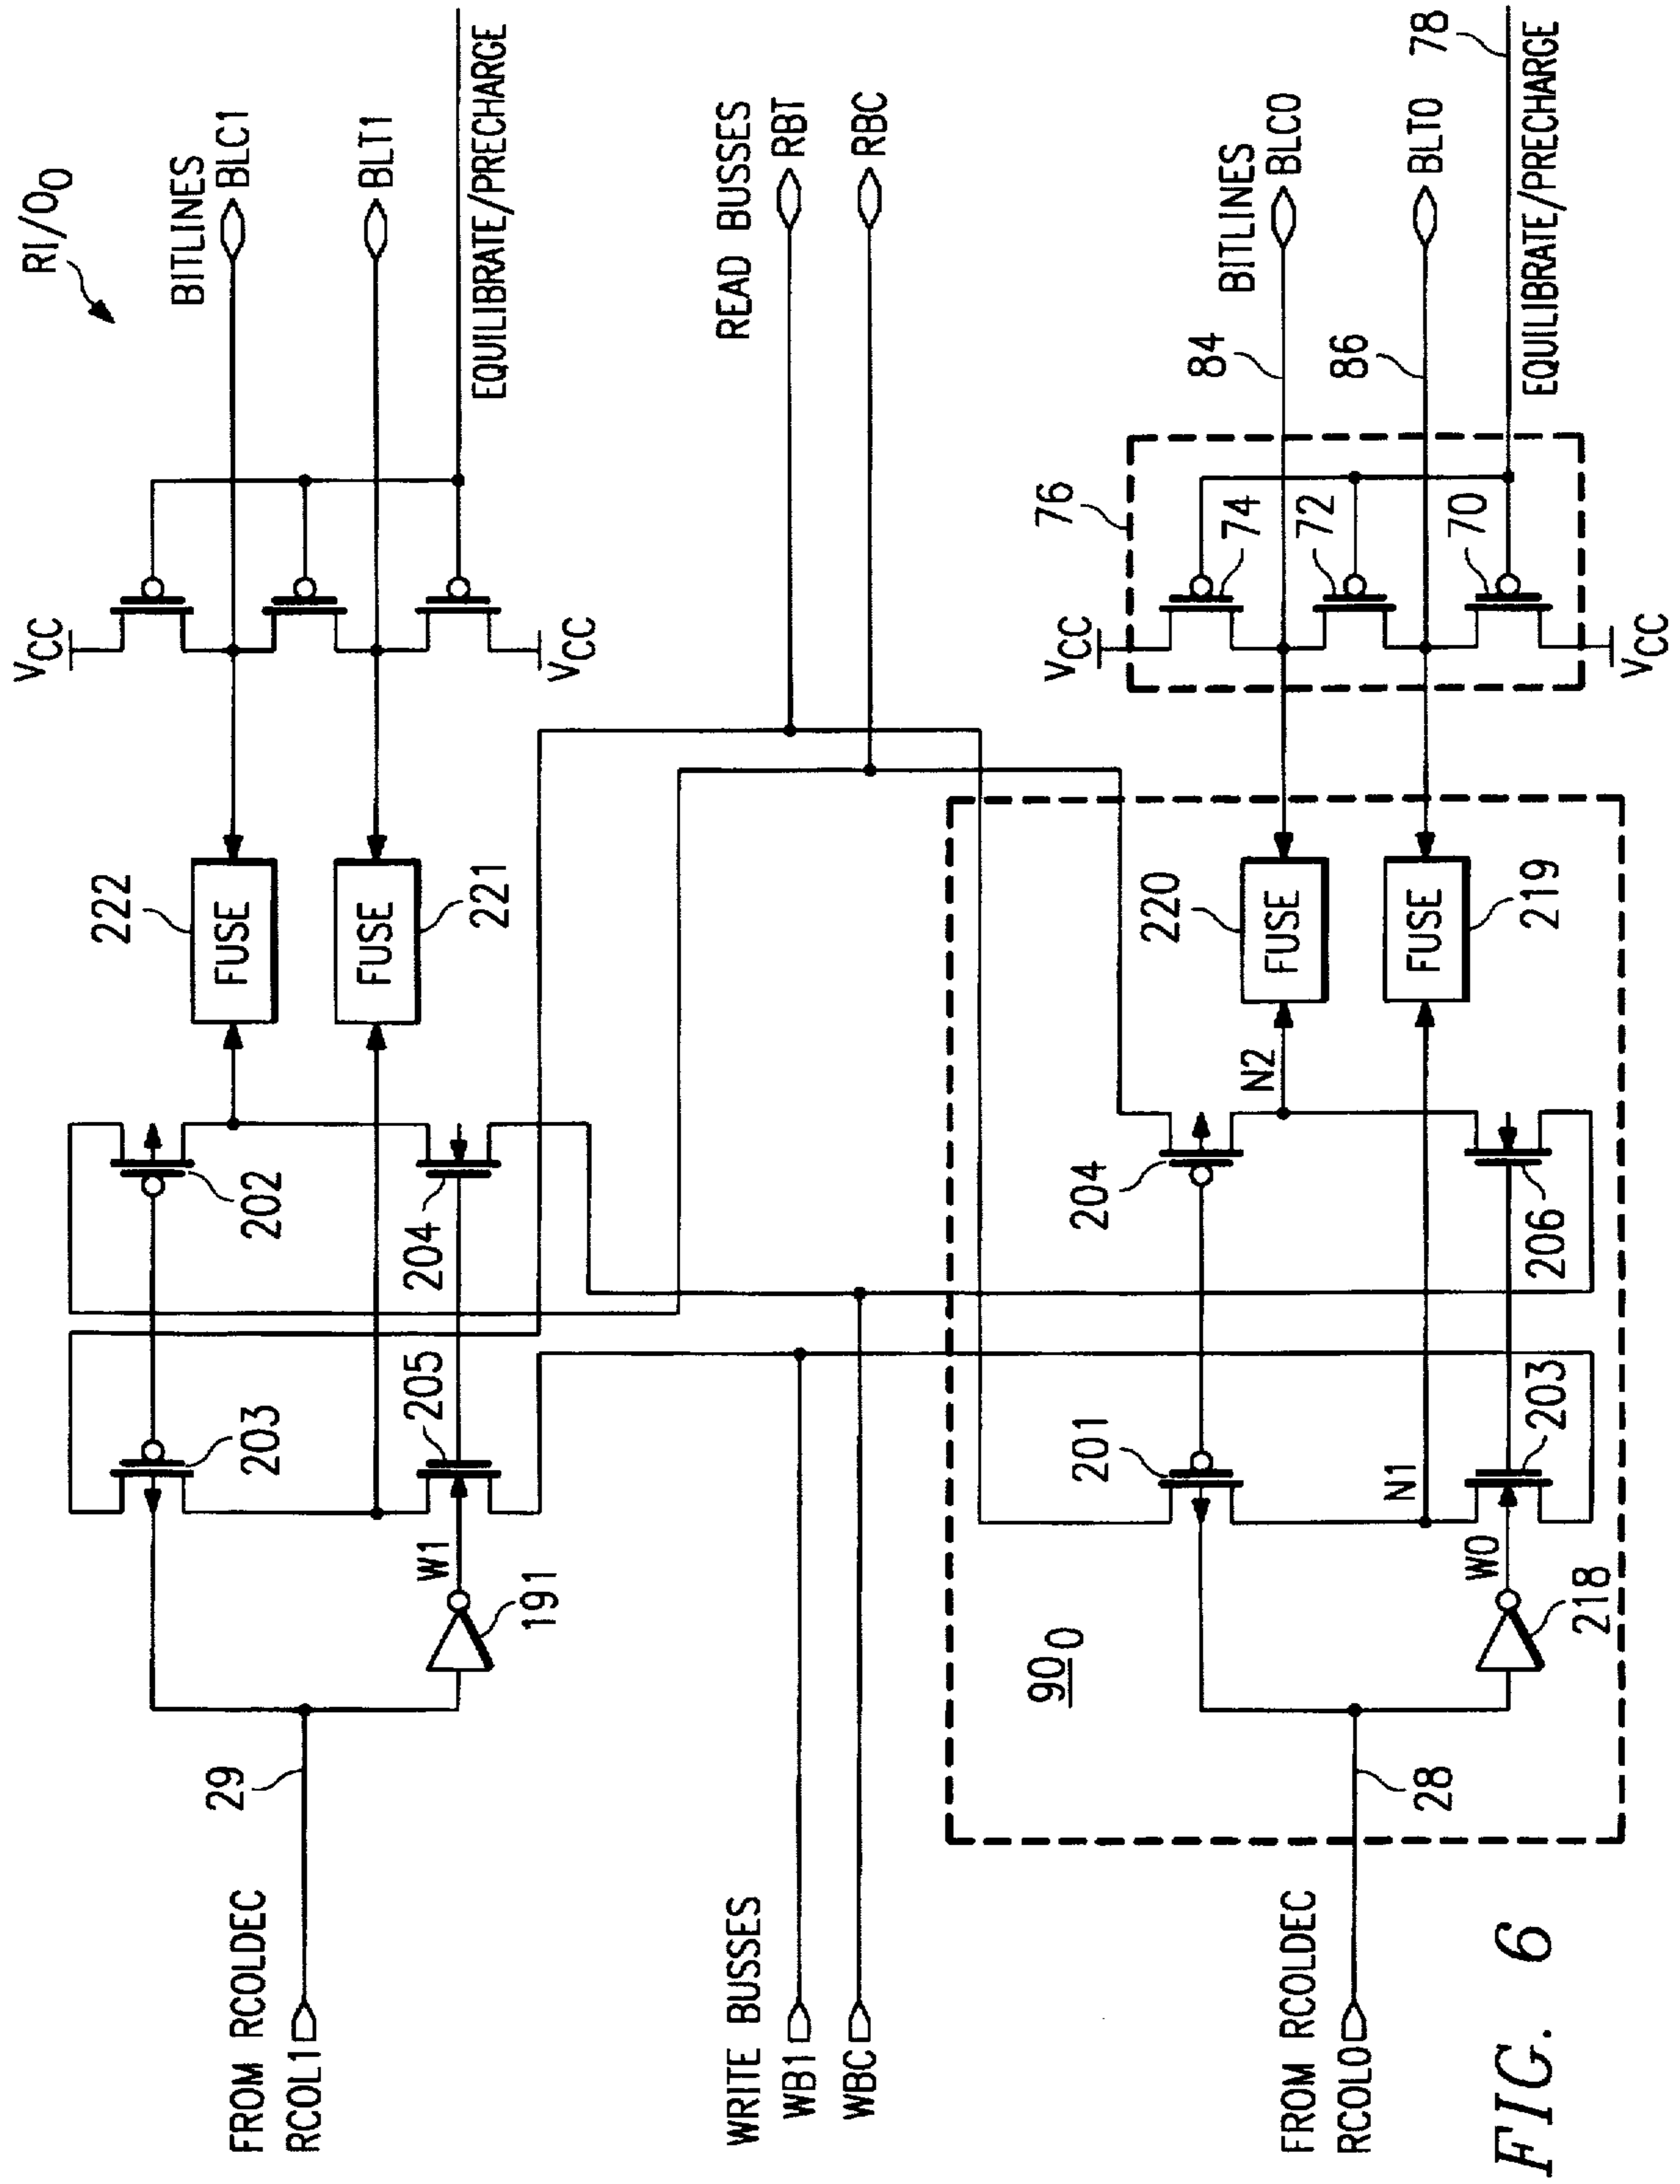 RI/O0
BITLINES
BLC1
BLT1
EQUILIBRATE/PRECHARGE
VCC
VCC
222
FUSE
FUSE
221
202
204
203
205
W1
191
29
FROM RCOLDEC
RCOL1
READ BUSSES
RBT
RBC
WRITE BUSSES
WB1
WBC
BITLINES
BLC0
BLT0
78
EQUILIBRATE/PRECHARGE
84
86
76
74
72
70
VCC
VCC
220
FUSE
FUSE
219
N2
204
206
201
203
N1
W0
218
900
28
FROM RCOLDEC
RCOL0
FIG. 6